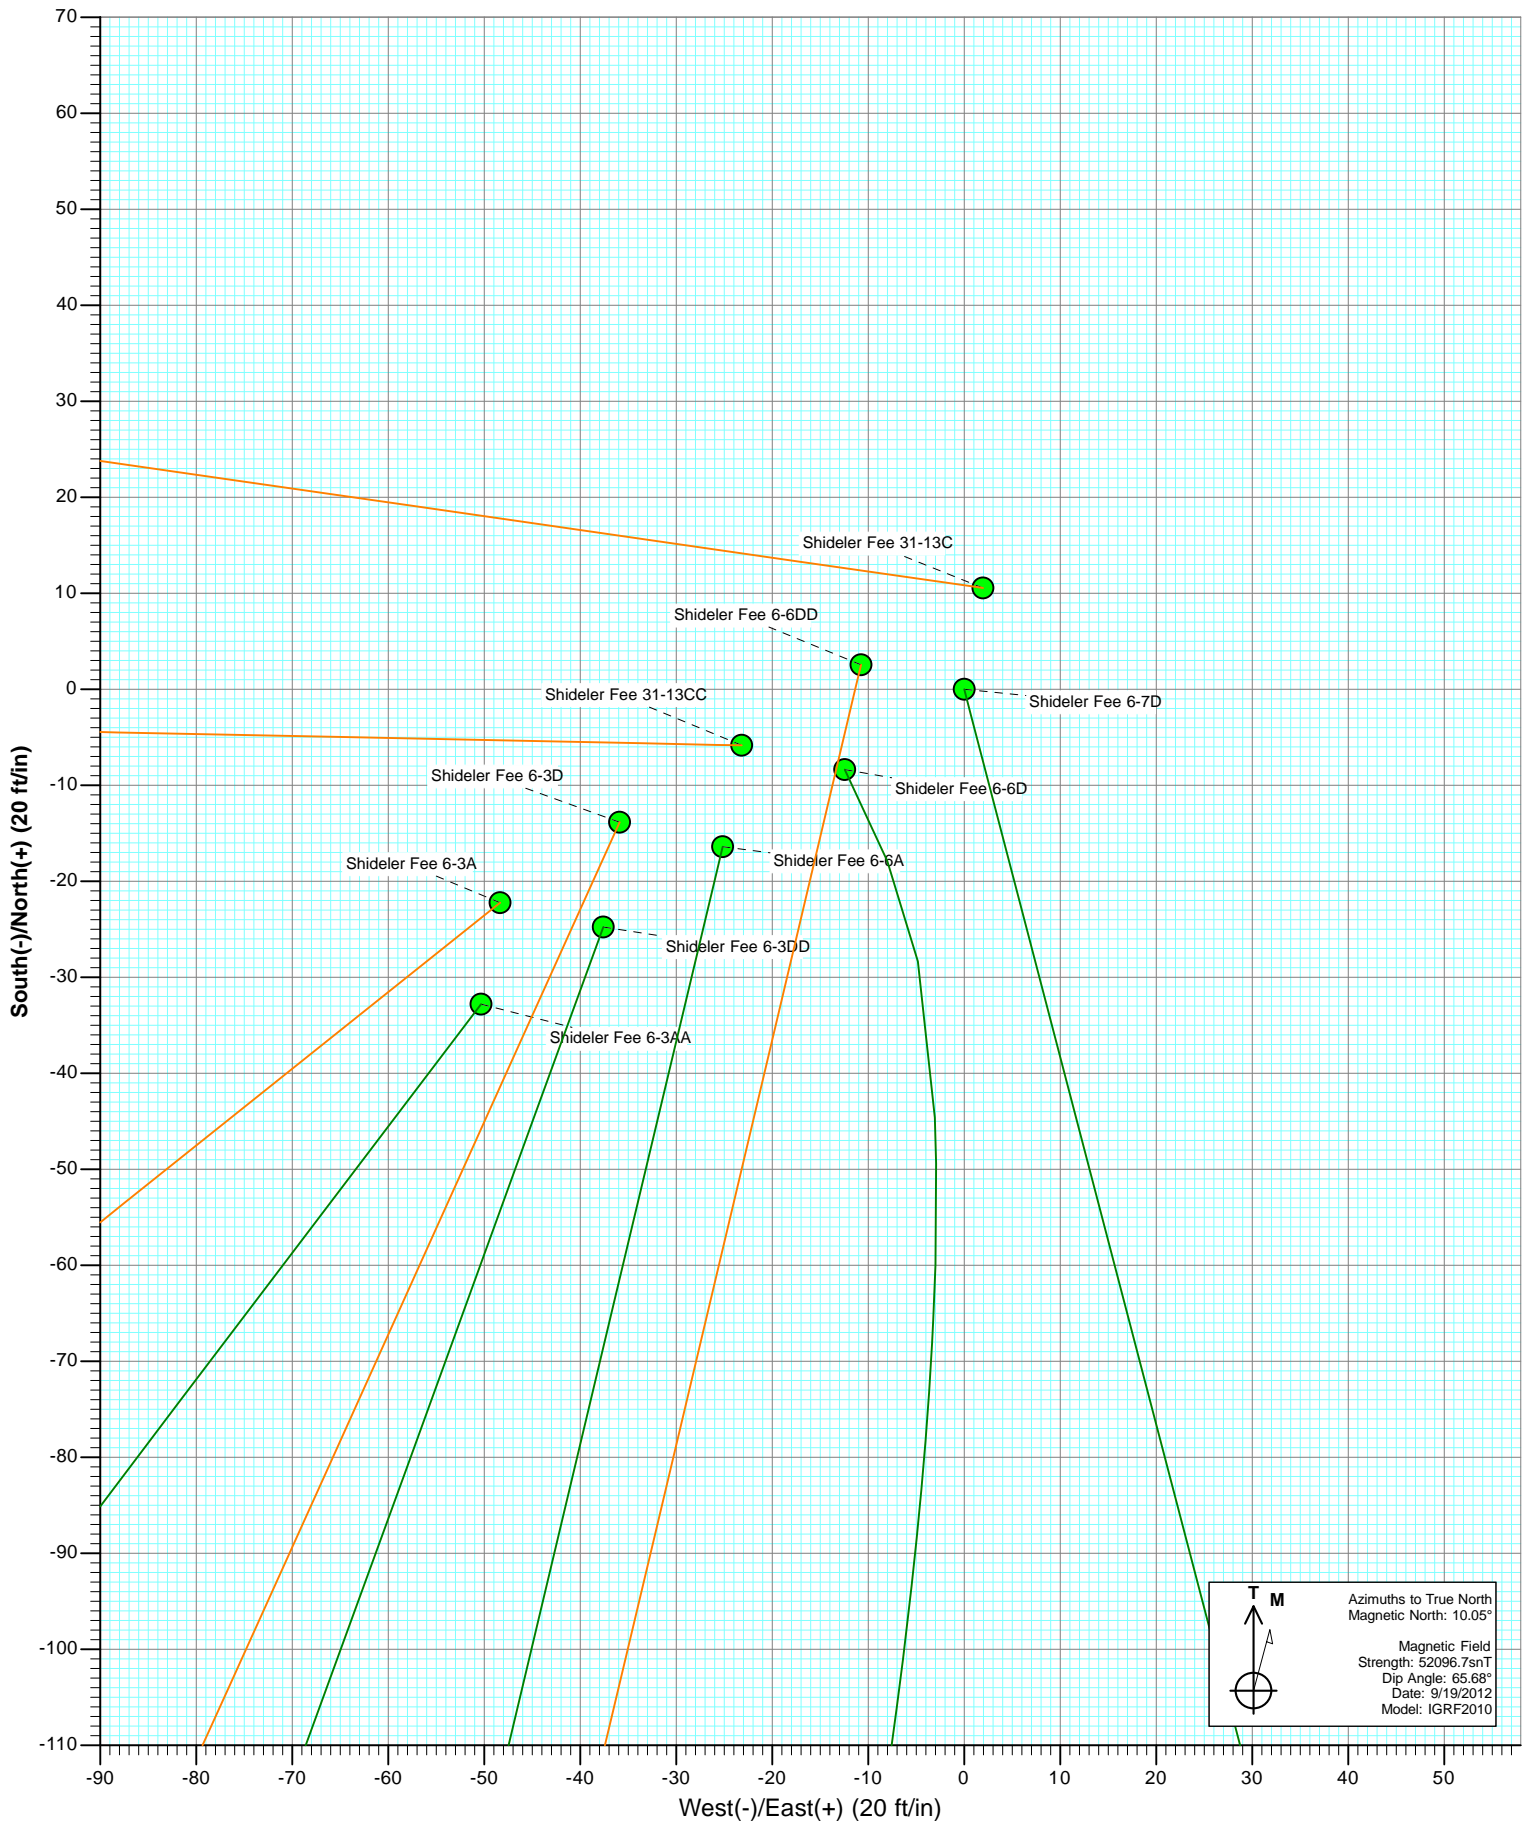 70
60
50
40
30
20
10
0
-10
-20
-30
-40
-50
-60
-70
-80
-90
-100
-110
South(-)/North(+) (20 ft/in)
Shideler Fee 31-13C
Shideler Fee 6-6DD
Shideler Fee 31-13CC
Shideler Fee 6-7D
Shideler Fee 6-3D
Shideler Fee 6-6D
Shideler Fee 6-3A
Shideler Fee 6-6A
Shideler Fee 6-3DD
Shideler Fee 6-3AA
T M
Azimuths to True North
Magnetic North: 10.05°
Magnetic Field
Strength: 52096.7snT
Dip Angle: 65.68°
Date: 9/19/2012
Model: IGRF2010
-90 -80 -70 -60 -50 -40 -30 -20 -10 0 10 20 30 40 50
West(-)/East(+) (20 ft/in)